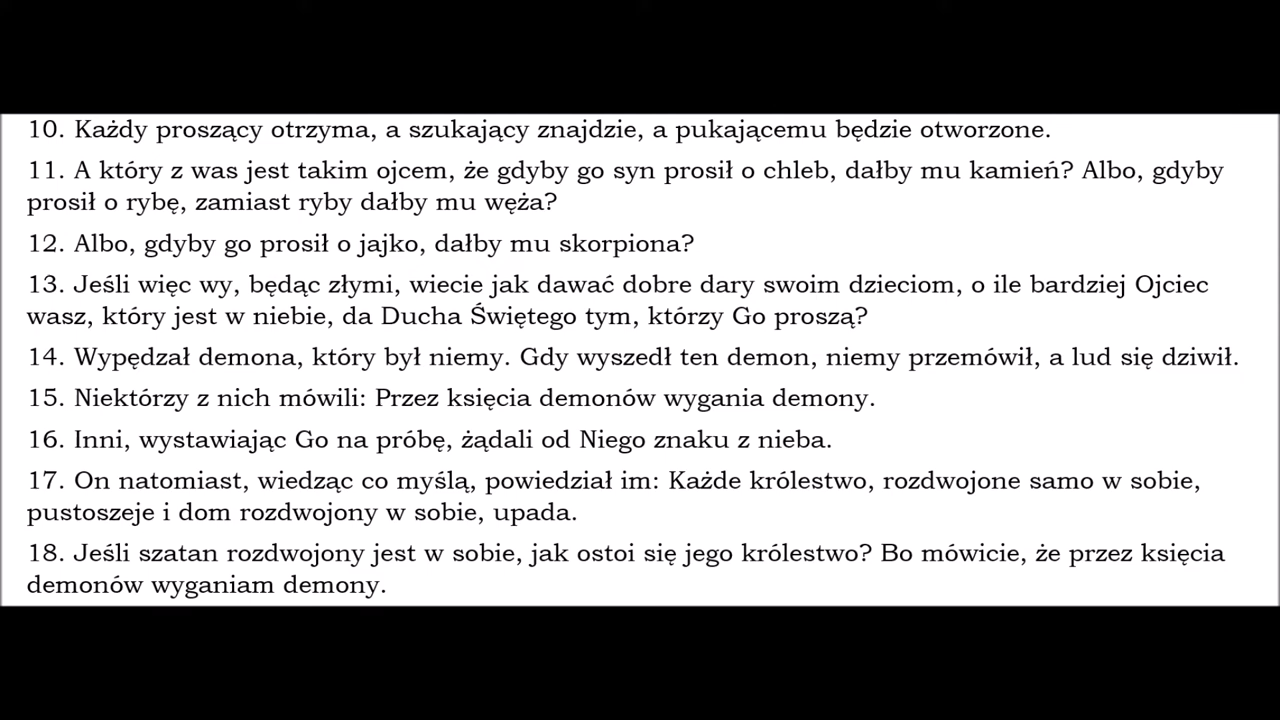 10. Każdy proszący otrzyma, a szukający znajdzie, a pukającemu będzie otworzone.
11. A który z was jest takim ojcem, że gdyby go syn prosił o chleb, dałby mu kamień? Albo, gdyby
prosił o rybę, zamiast ryby dałby mu węża?
12. Albo, gdyby go prosił o jajko, dałby mu skorpiona?
13. Jeśli więc wy, będąc złymi, wiecie jak dawać dobre dary swoim dzieciom, o ile bardziej Ojciec
wasz, który jest w niebie, da Ducha Świętego tym, którzy Go proszą?
14. Wypędzał demona, który był niemy. Gdy wyszedł ten demon, niemy przemówił, a lud się dziwił.
15. Niektórzy z nich mówili: Przez księcia demonów wygania demony.
16. Inni, wystawiając Go na próbę, żądali od Niego znaku z nieba.
17. On natomiast, wiedząc co myślą, powiedział im: Każde królestwo, rozdwojone samo w sobie,
pustoszeje i dom rozdwojony w sobie, upada.
18. Jeśli szatan rozdwojony jest w sobie, jak ostoi się jego królestwo? Bo mówicie, że przez księcia
demonów wyganiam demony.